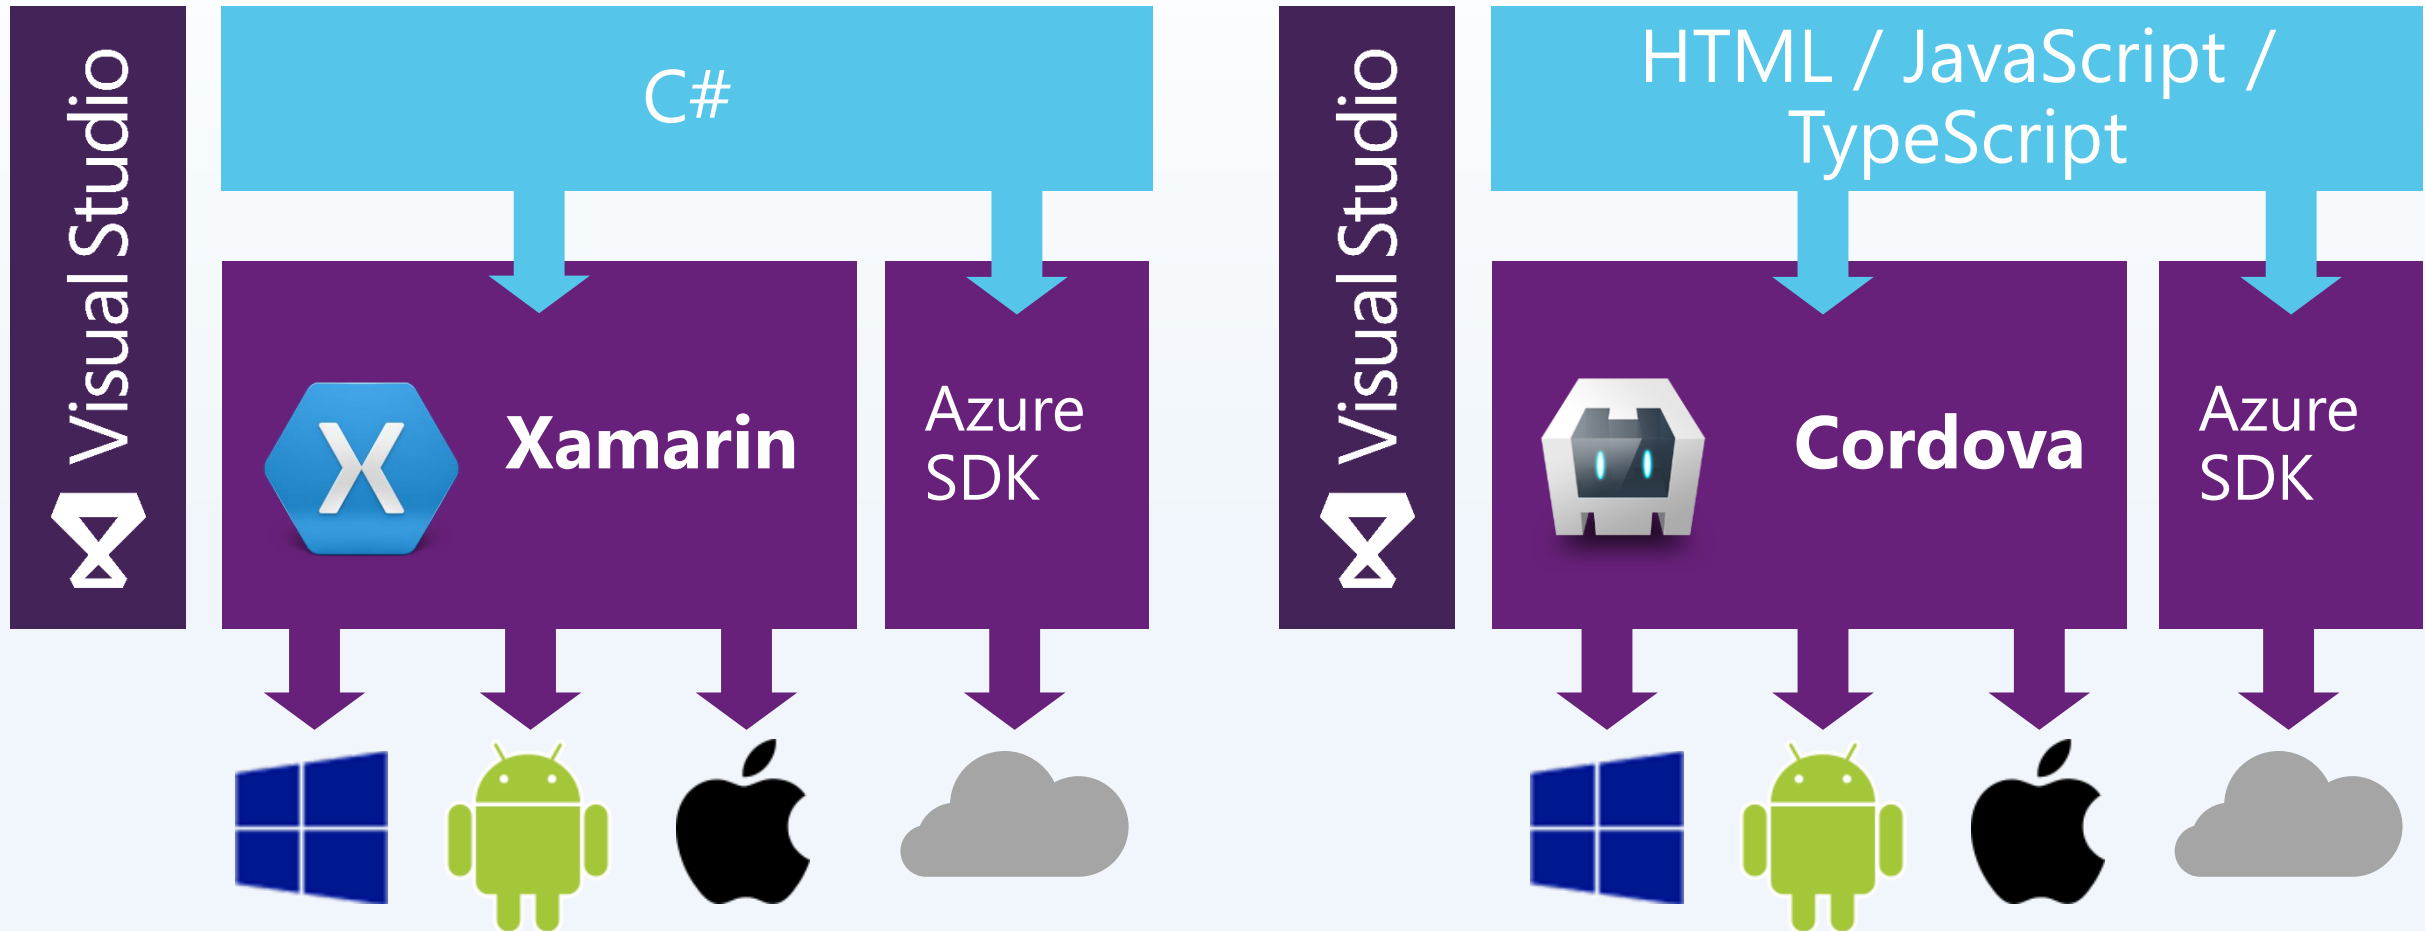 Visual Studio
C#
Xamarin
Azure
SDK
Visual Studio
HTML / JavaScript /
TypeScript
Cordova
Azure
SDK